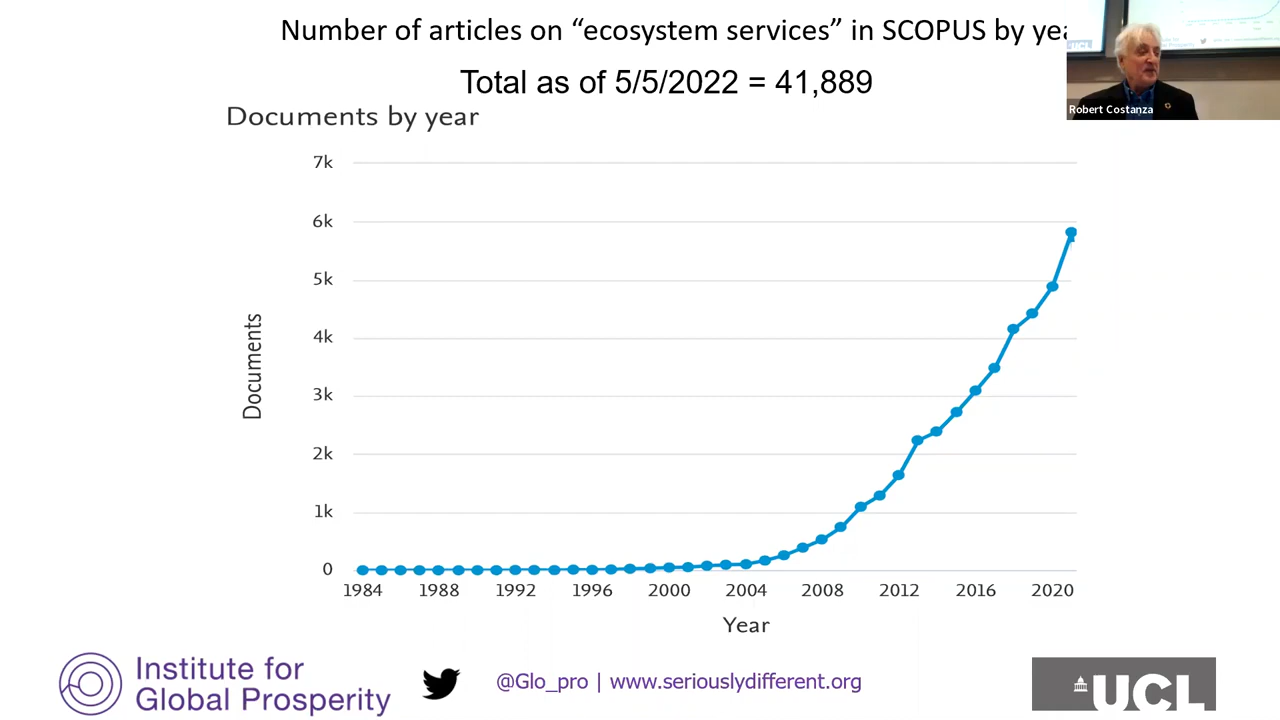 Number of articles on “ecosystem services” in SCOPUS by yea
Total as of 5/5/2022 = 41,889
UCL
Robert Costanza
Documents by year
7k
6k
5k
4k
3k
2k
1k
0
Documents
1984 1988 1992 1996 2000 2004 2008 2012 2016 2020
Year
Institute for
Global Prosperity
@Glo_pro | www.seriouslydifferent.org
UCL